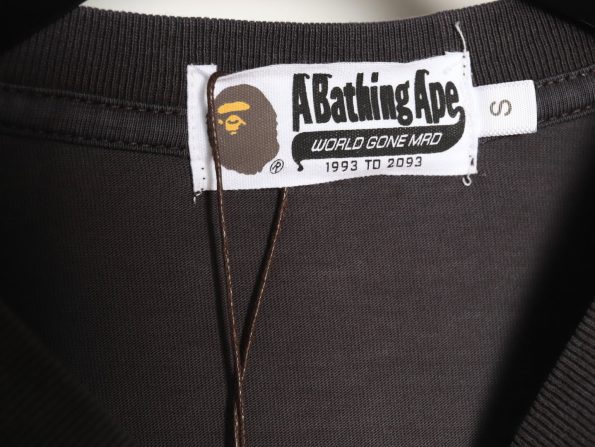 A Bathing Ape
S
WORLD GONE MAD
1993 TO 2093
®